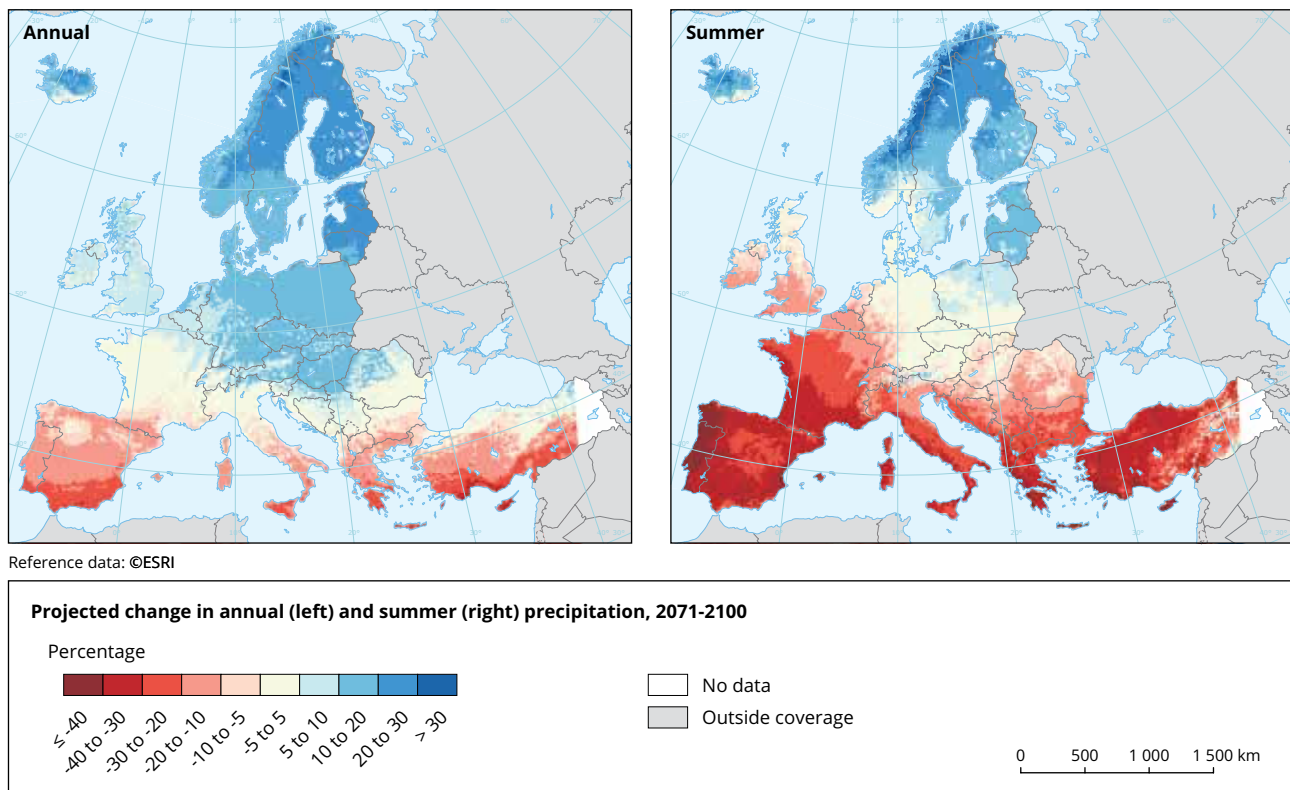 Annual
Summer
Reference data: ©ESRI
Projected change in annual (left) and summer (right) precipitation, 2071-2100
Percentage
≤ -40
-40 to -30
-30 to -20
-20 to -10
-10 to -5
-5 to 5
5 to 10
10 to 20
20 to 30
> 30
No data
Outside coverage
0 500 1 000 1 500 km